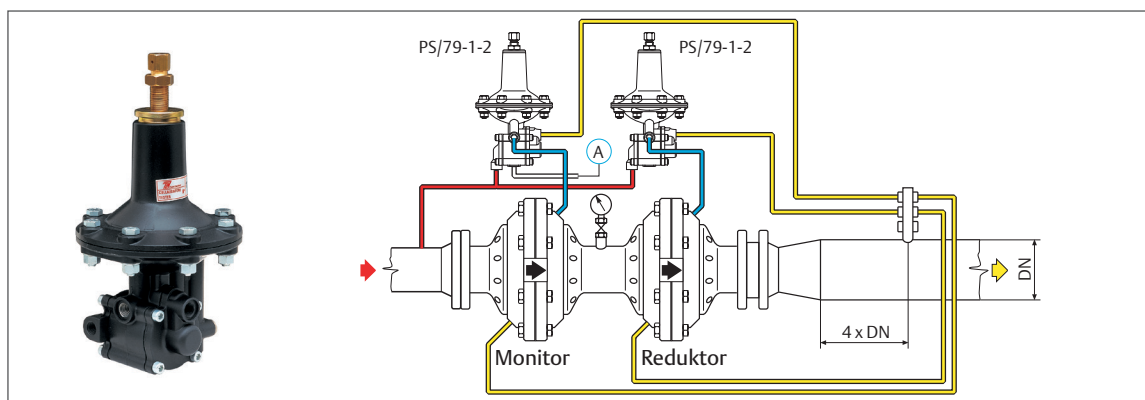 PS/79-1-2
PS/79-1-2
A
DN
4 x DN
Monitor
Reduktor